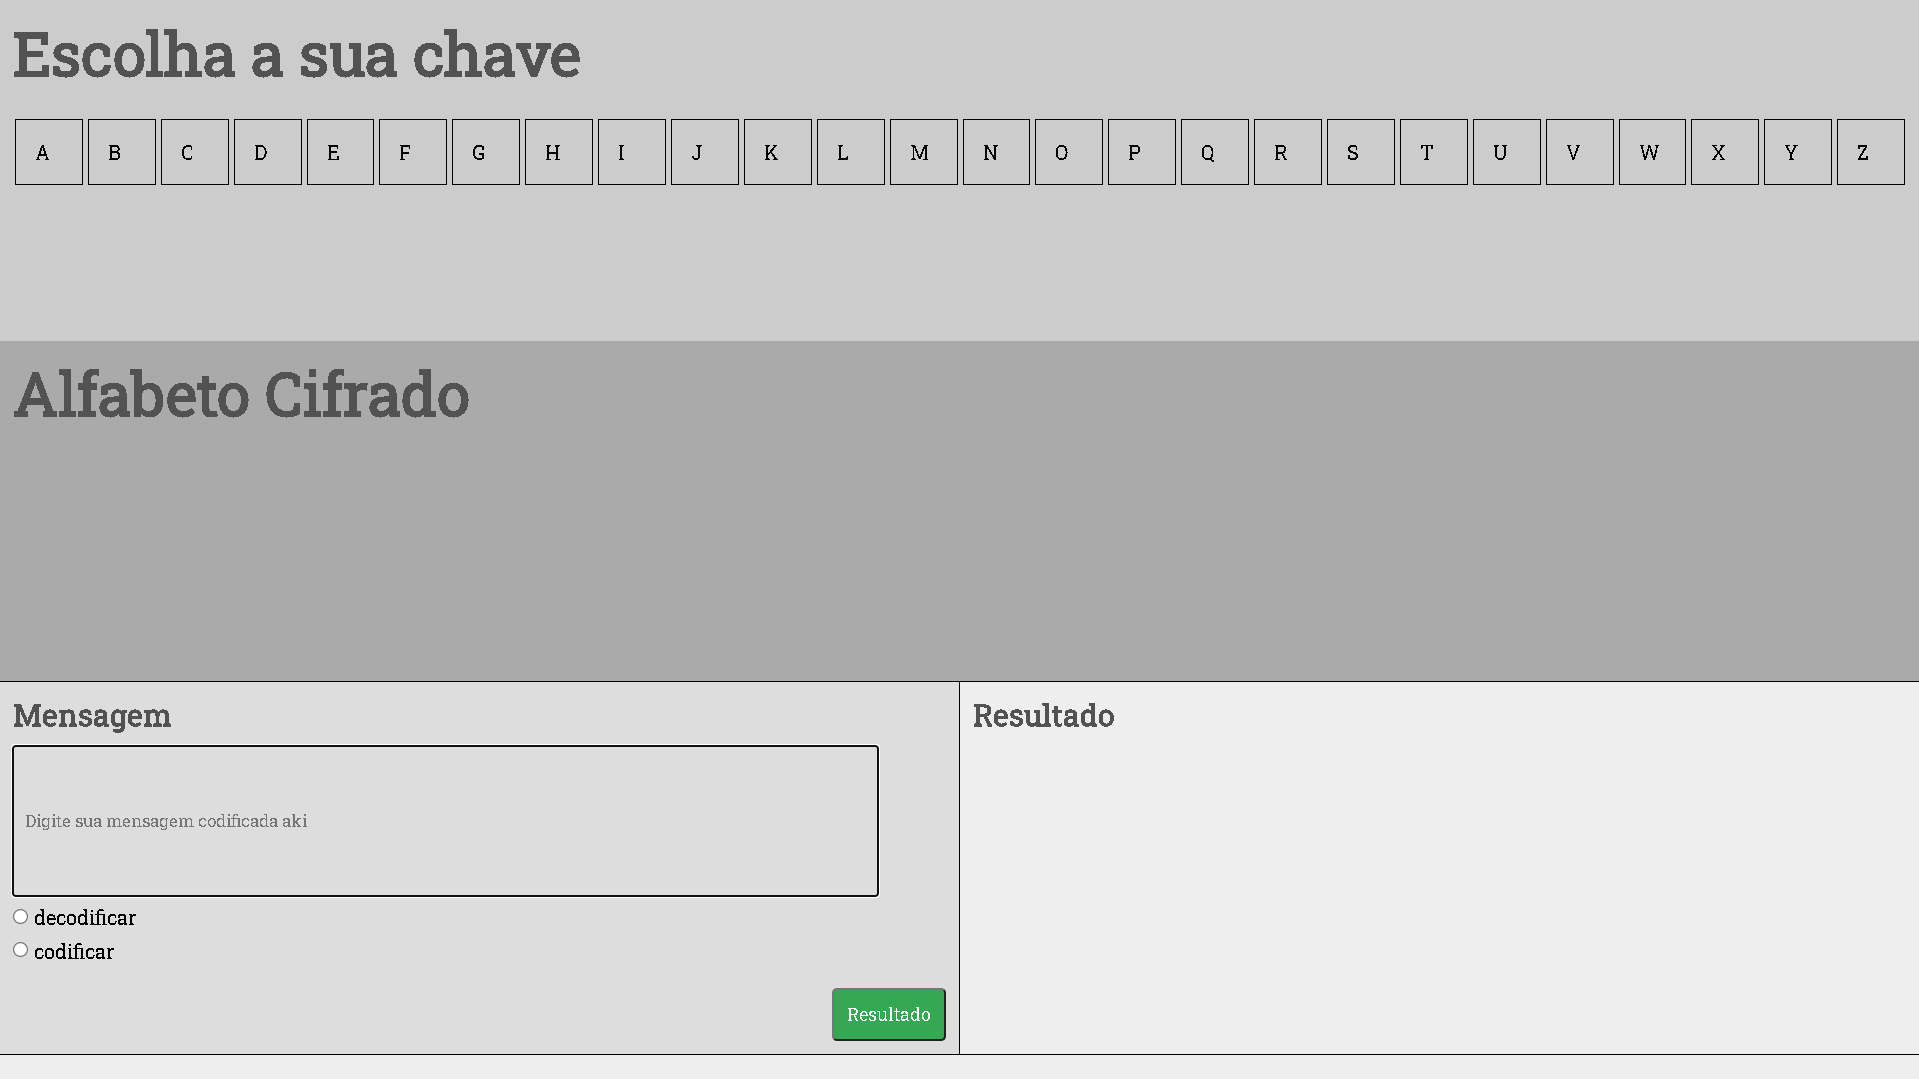 Escolha a sua chave
A B C D E F G H I J K L M N O P Q R S T U V W X Y Z
Alfabeto Cifrado
Mensagem
Digite sua mensagem codificada aki
decodificar
codificar
Resultado
Resultado